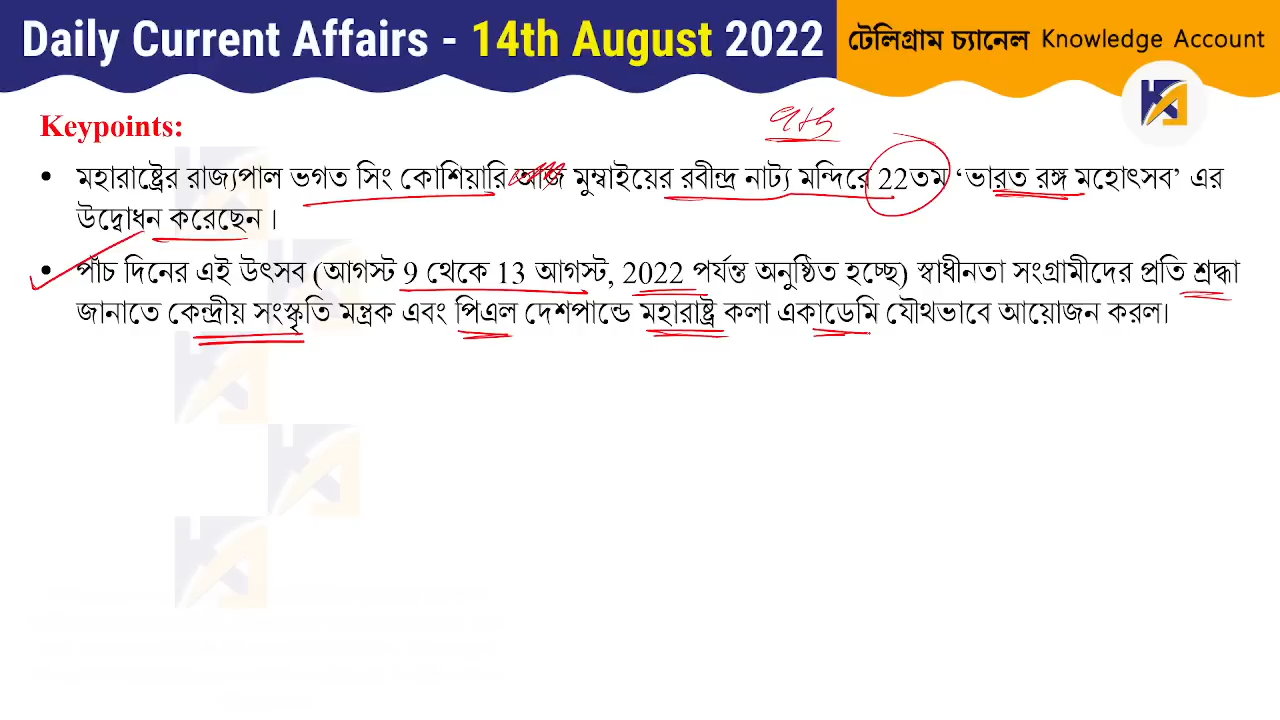 Daily Current Affairs - 14th August 2022
টেলিগ্রাম চ্যানেল Knowledge Account
Keypoints:
9th
• মহারাষ্ট্রের রাজ্যপাল ভগত সিং কোশিয়ারি আজ মুম্বাইয়ের রবীন্দ্র নাট্য মন্দিরে 22তম ‘ভারত রঙ্গ মহোৎসব’ এর
উদ্বোধন করেছেন।
• পাঁচ দিনের এই উৎসব (আগস্ট 9 থেকে 13 আগস্ট, 2022 পর্যন্ত অনুষ্ঠিত হচ্ছে) স্বাধীনতা সংগ্রামীদের প্রতি শ্রদ্ধা
জানাতে কেন্দ্রীয় সংস্কৃতি মন্ত্রক এবং পিএল দেশপান্ডে মহারাষ্ট্র কলা একাডেমি যৌথভাবে আয়োজন করল।